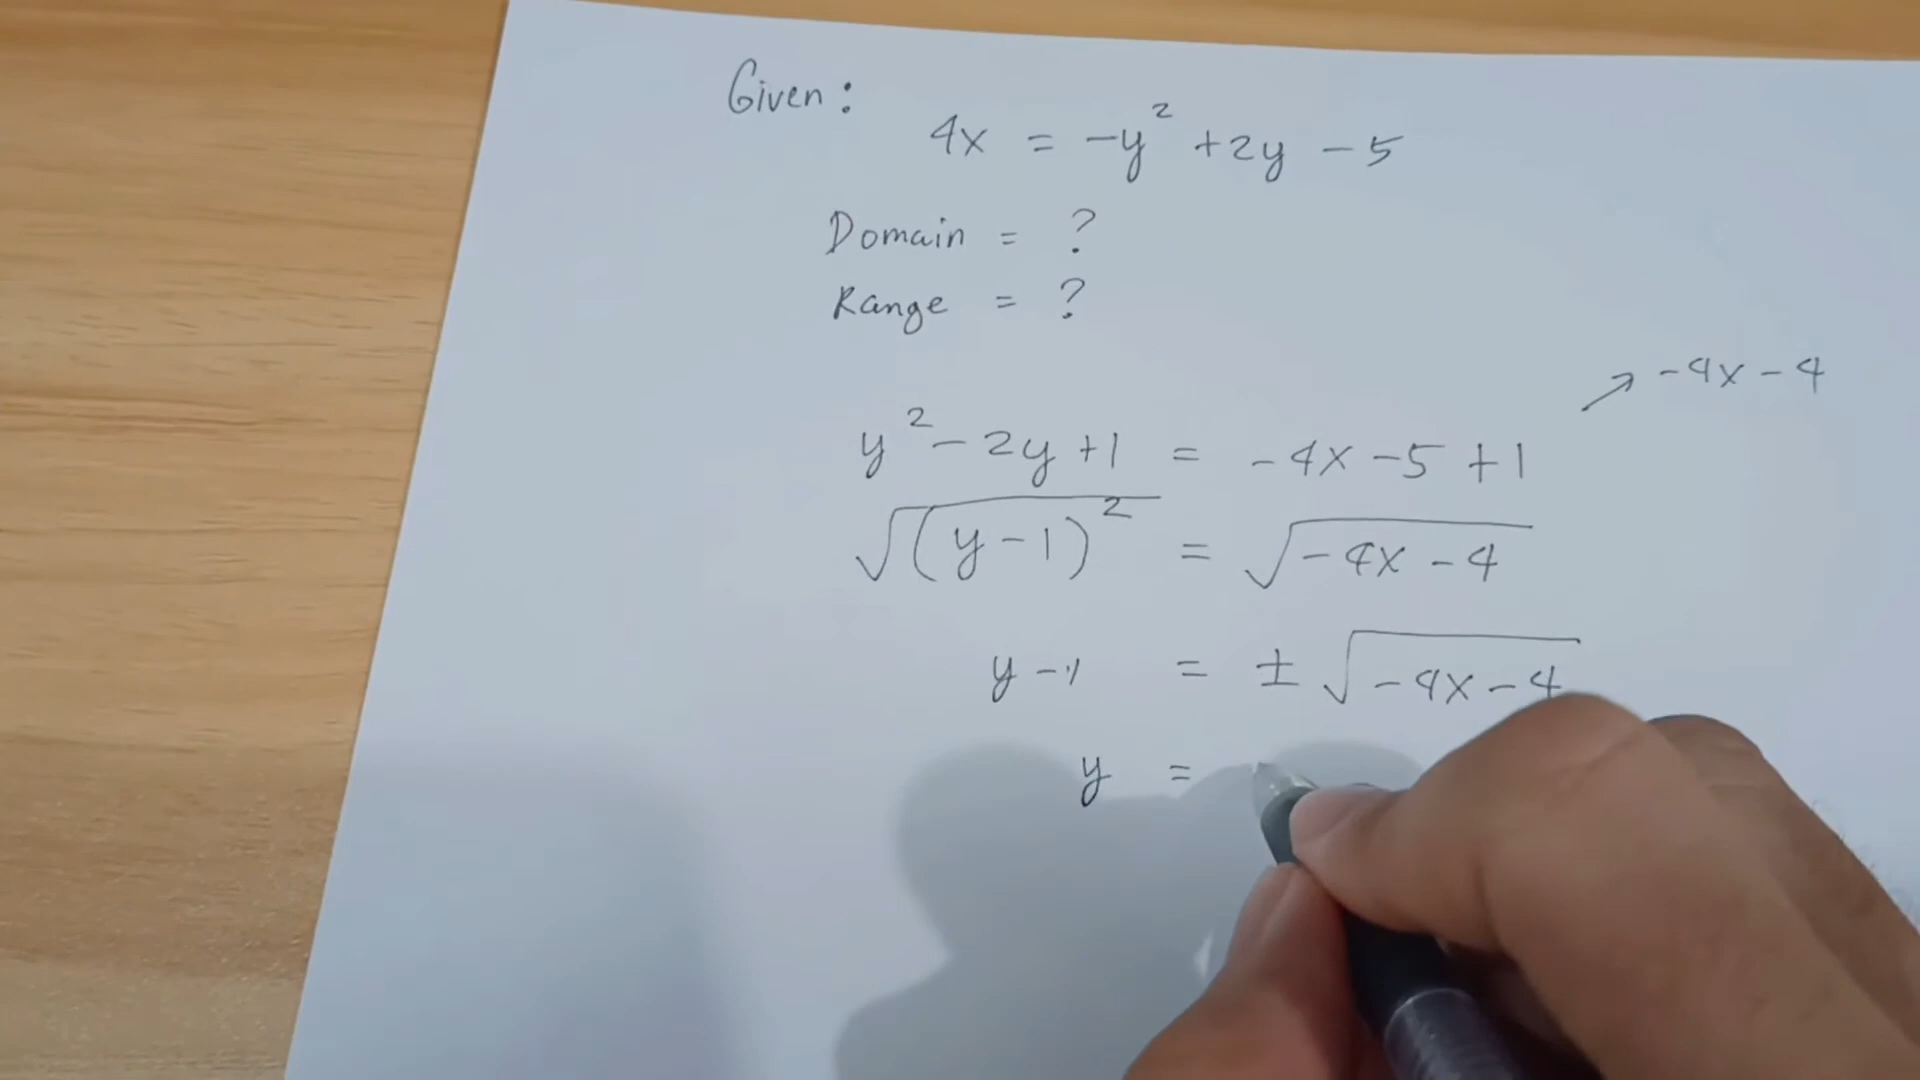 Given :
4x = -y² + 2y - 5
Domain = ?
Range = ?
↗ -4x - 4
y² - 2y + 1 = -4x - 5 + 1
√(y - 1)² = √-4x - 4
y - 1 = ± √-4x - 4
y =